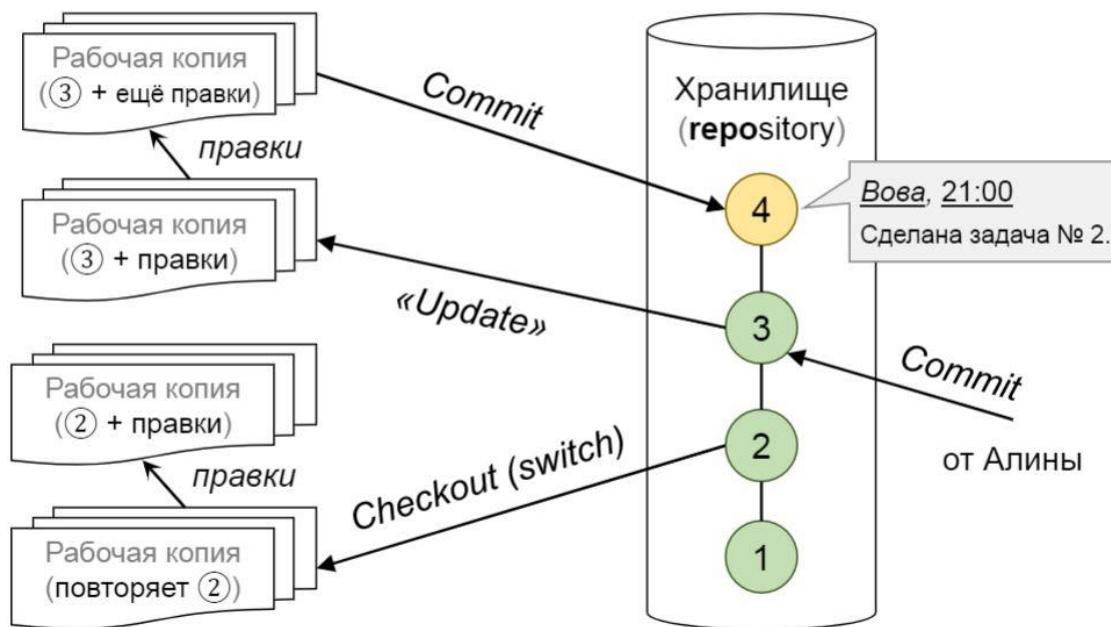 Рабочая копия
(③ + ещё правки)
правки
Рабочая копия
(③ + правки)
Рабочая копия
(② + правки)
правки
Рабочая копия
(повторяет ②)
Commit
«Update»
Checkout (switch)
Хранилище
(repository)
4
3
2
1
Вова, 21:00
Сделана задача № 2.
Commit
от Алины